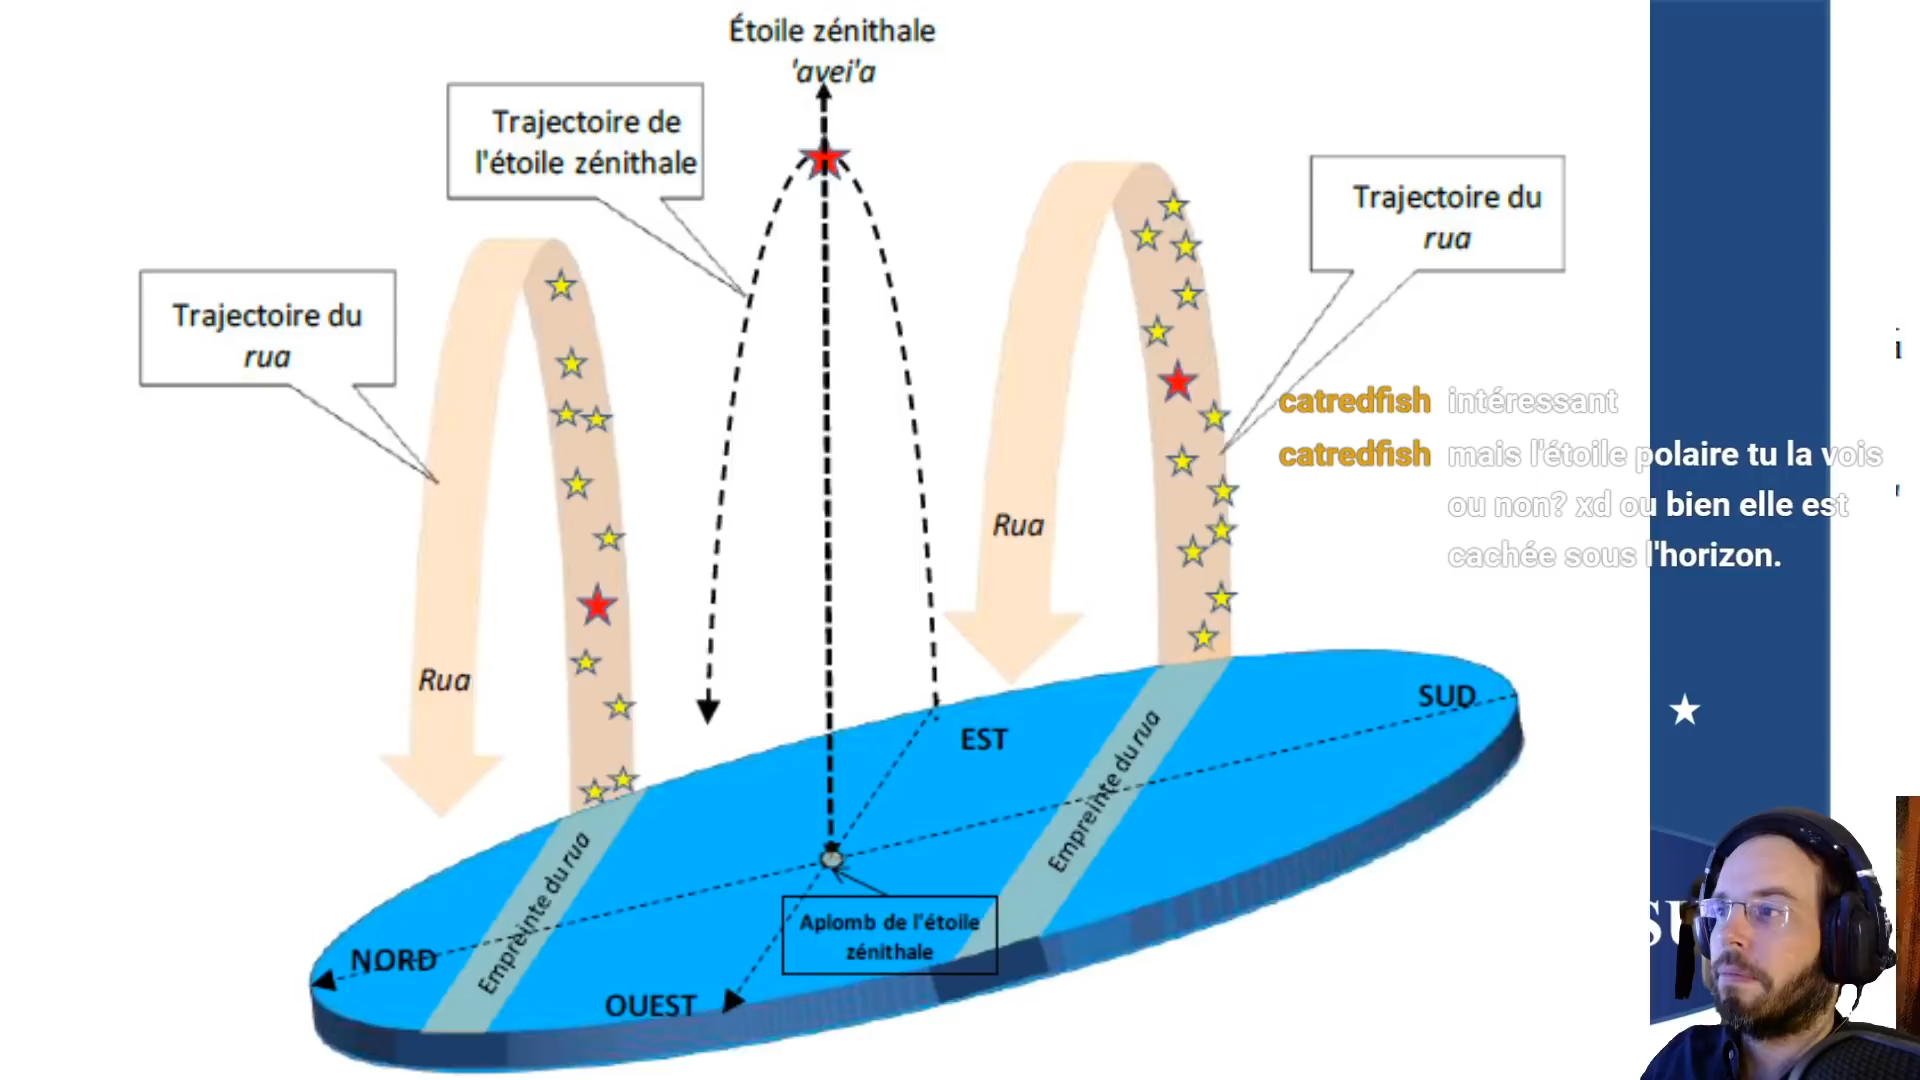 Étoile zénithale
'avei'a
Trajectoire de
l'étoile zénithale
Trajectoire du
rua
Trajectoire du
rua
catredfish intéressant
catredfish mais l'étoile polaire tu la vois
ou non? xd ou bien elle est
cachée sous l'horizon.
Rua
Rua
SUD
EST
Empreinte du rua
Empreinte du rua
Aplomb de l'étoile
zénithale
NORD
OUEST